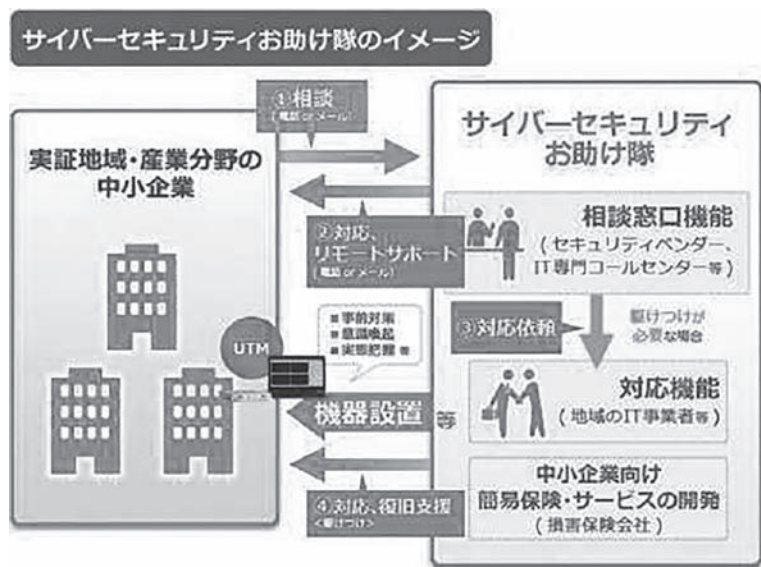 サイバーセキュリティお助け隊のイメージ
①相談
(電話orメール)
実証地域・産業分野の
中小企業
サイバーセキュリティ
お助け隊
②対応、
リモートサポート
(電話orメール)
相談窓口機能
(セキュリティベンダー、
IT専門コールセンター等)
■事前対策
■意識喚起
■実態把握 等
UTM
③対応依頼
駆けつけが
必要な場合
機器設置 等
対応機能
(地域のIT事業者等)
④対応、復旧支援
<駆けつけ>
中小企業向け
簡易保険・サービスの開発
(損害保険会社)